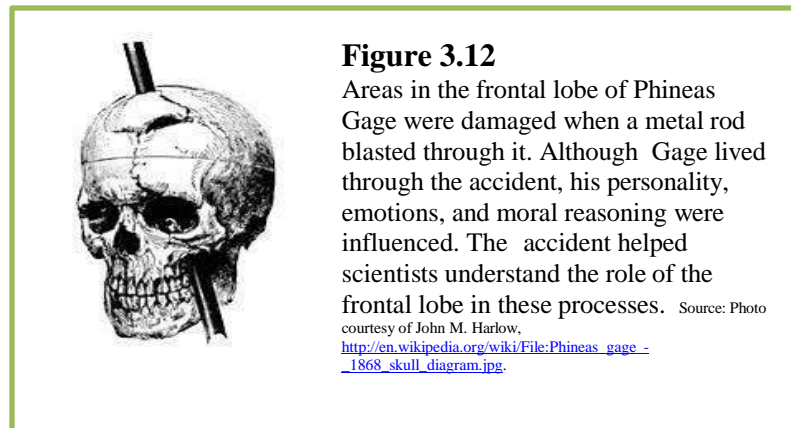 Figure 3.12
Areas in the frontal lobe of Phineas
Gage were damaged when a metal rod
blasted through it. Although Gage lived
through the accident, his personality,
emotions, and moral reasoning were
influenced. The accident helped
scientists understand the role of the
frontal lobe in these processes. Source: Photo
courtesy of John M. Harlow,
http://en.wikipedia.org/wiki/File:Phineas_gage_-
_1868_skull_diagram.jpg.